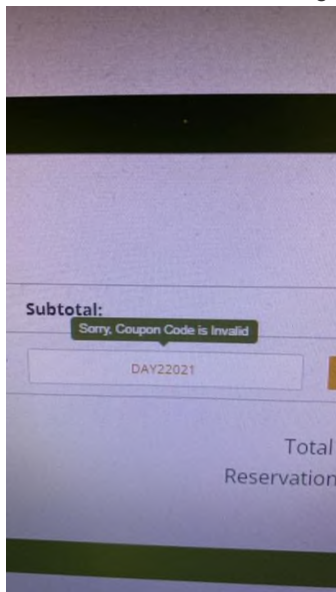 Subtotal:
Sorry, Coupon Code is Invalid
DAY22021
Total
Reservation